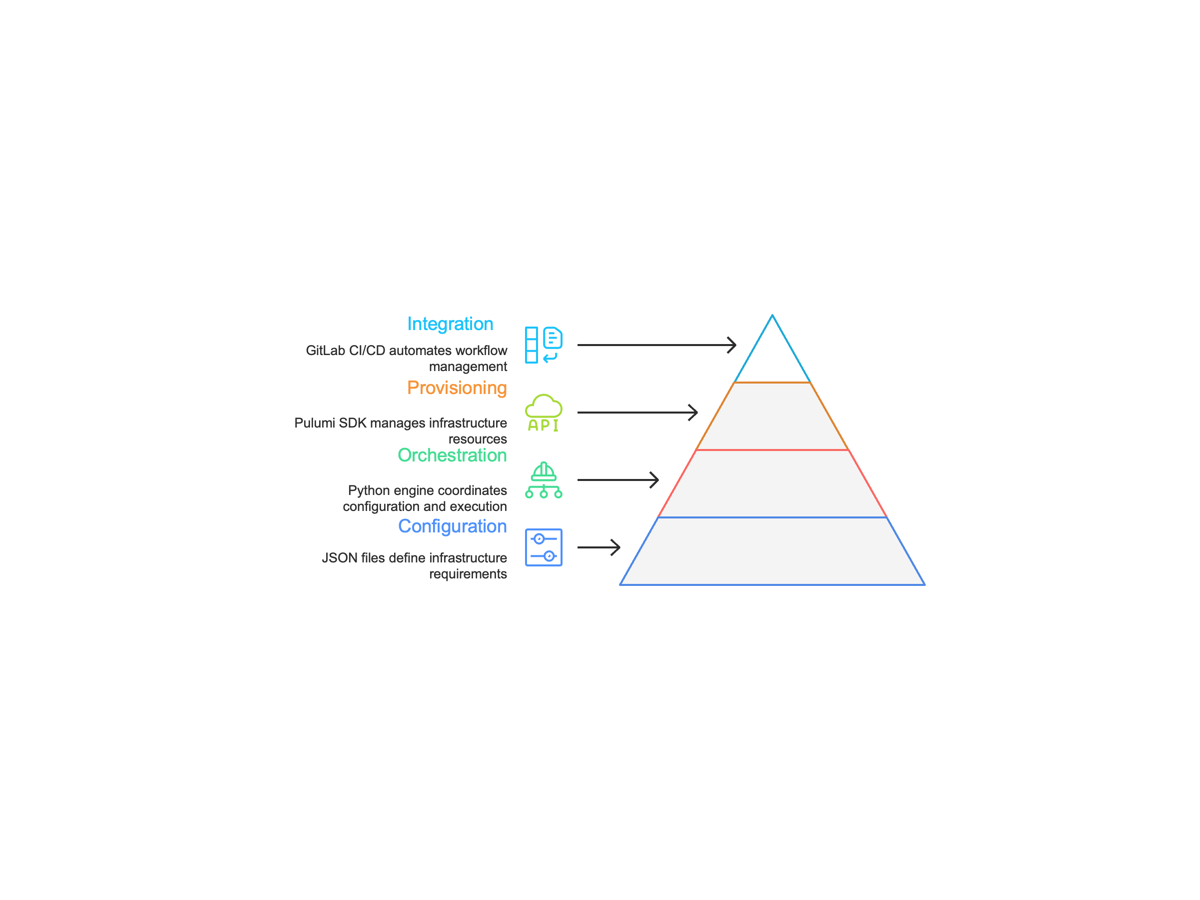 Integration
GitLab CI/CD automates workflow
management
Provisioning
Pulumi SDK manages infrastructure
resources
API
Orchestration
Python engine coordinates
configuration and execution
Configuration
JSON files define infrastructure
requirements